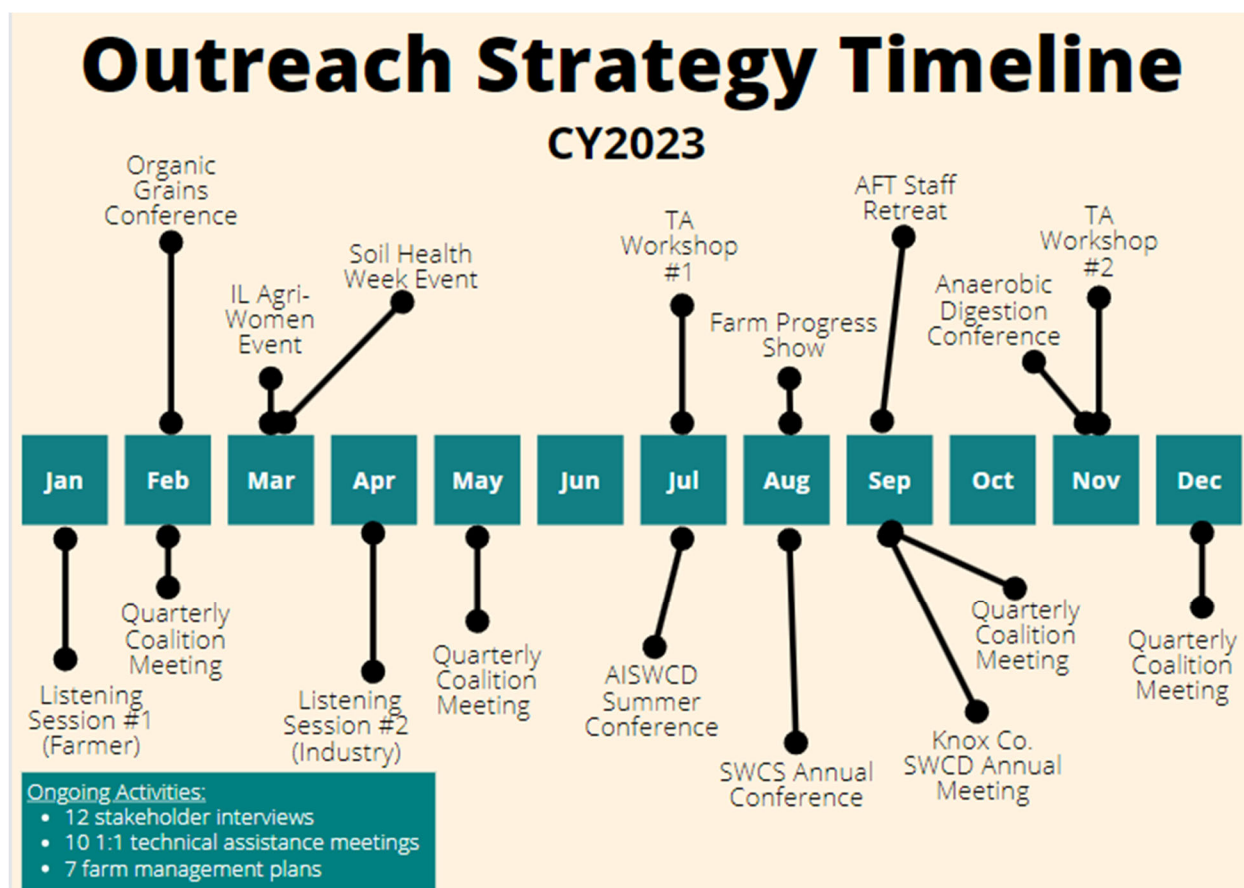 Outreach Strategy Timeline
CY2023
Organic
Grains
Conference
IL Agri-
Women
Event
Soil Health
Week Event
TA
Workshop
#1
Farm Progress
Show
AFT Staff
Retreat
Anaerobic
Digestion
Conference
TA
Workshop
#2
Jan
Feb
Mar
Apr
May
Jun
Jul
Aug
Sep
Oct
Nov
Dec
Listening
Session #1
(Farmer)
Quarterly
Coalition
Meeting
Listening
Session #2
(Industry)
Quarterly
Coalition
Meeting
AISWCD
Summer
Conference
SWCS Annual
Conference
Knox Co.
SWCD Annual
Meeting
Quarterly
Coalition
Meeting
Quarterly
Coalition
Meeting
Ongoing Activities:
• 12 stakeholder interviews
• 10 1:1 technical assistance meetings
• 7 farm management plans